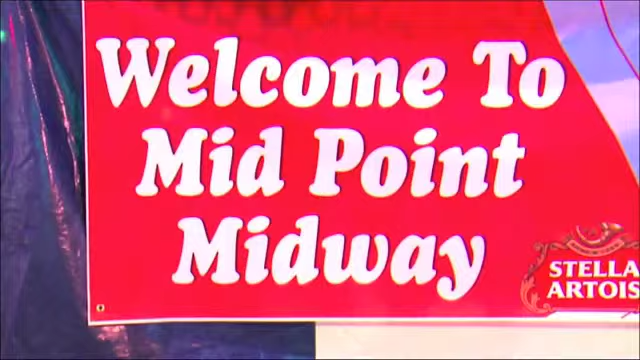 Welcome To
Mid Point
Midway
STELLA
ARTOIS